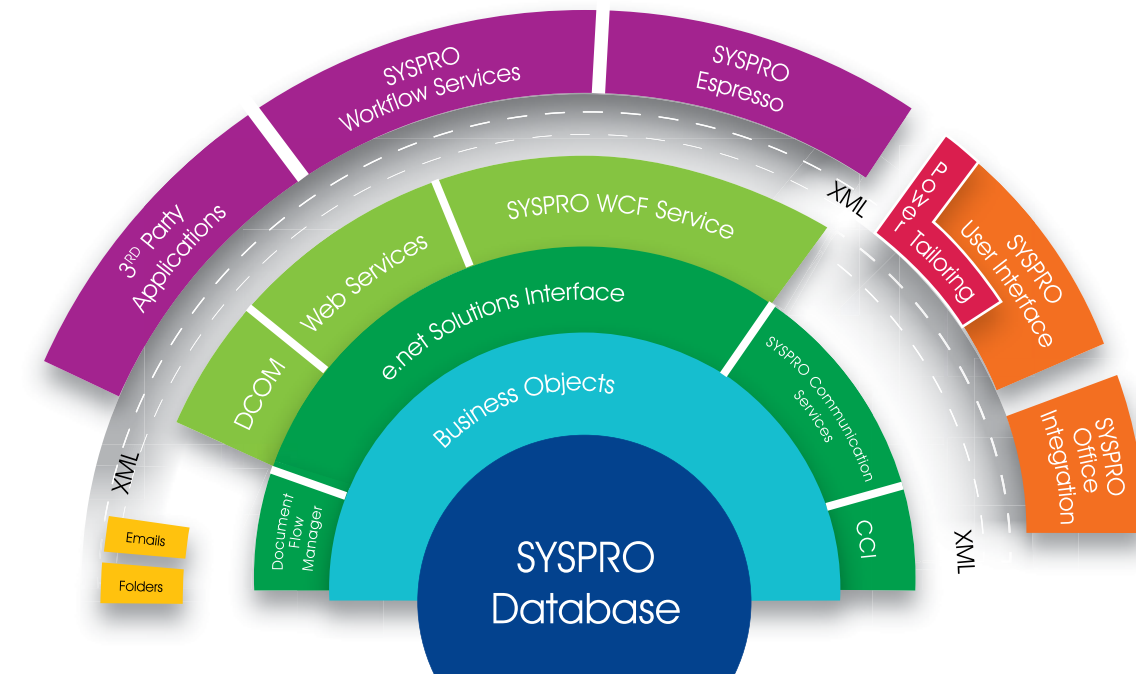 SYSPRO
Workflow Services
SYSPRO
Espresso
3RD Party
Applications
XML
Power Tailoring
SYSPRO
User Interface
SYSPRO WCF Service
Web Services
DCOM
e.net Solutions Interface
SYSPRO Communication
Services
Business Objects
SYSPRO
Office
Integration
XML
Emails
Folders
Document
Flow
Manager
CCI
XML
SYSPRO
Database